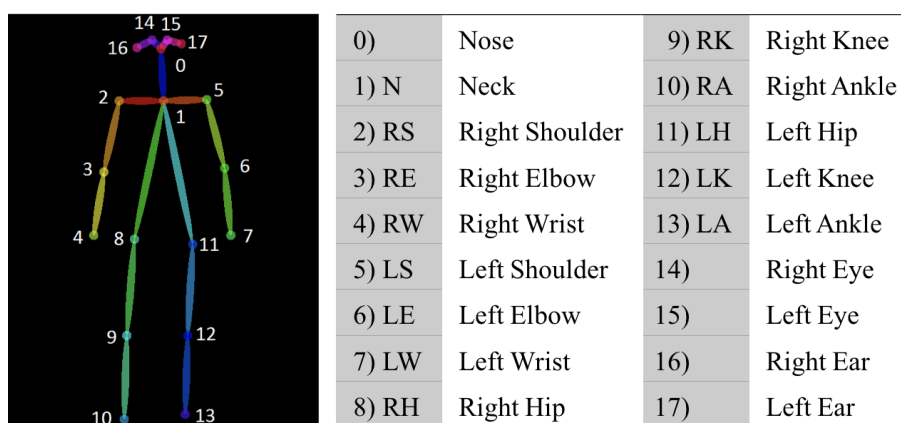 14 15
16 17
0
2 5
1
3 6
4 8 11 7
9 12
10 13
0) Nose 9) RK Right Knee
1) N Neck 10) RA Right Ankle
2) RS Right Shoulder 11) LH Left Hip
3) RE Right Elbow 12) LK Left Knee
4) RW Right Wrist 13) LA Left Ankle
5) LS Left Shoulder 14) Right Eye
6) LE Left Elbow 15) Left Eye
7) LW Left Wrist 16) Right Ear
8) RH Right Hip 17) Left Ear